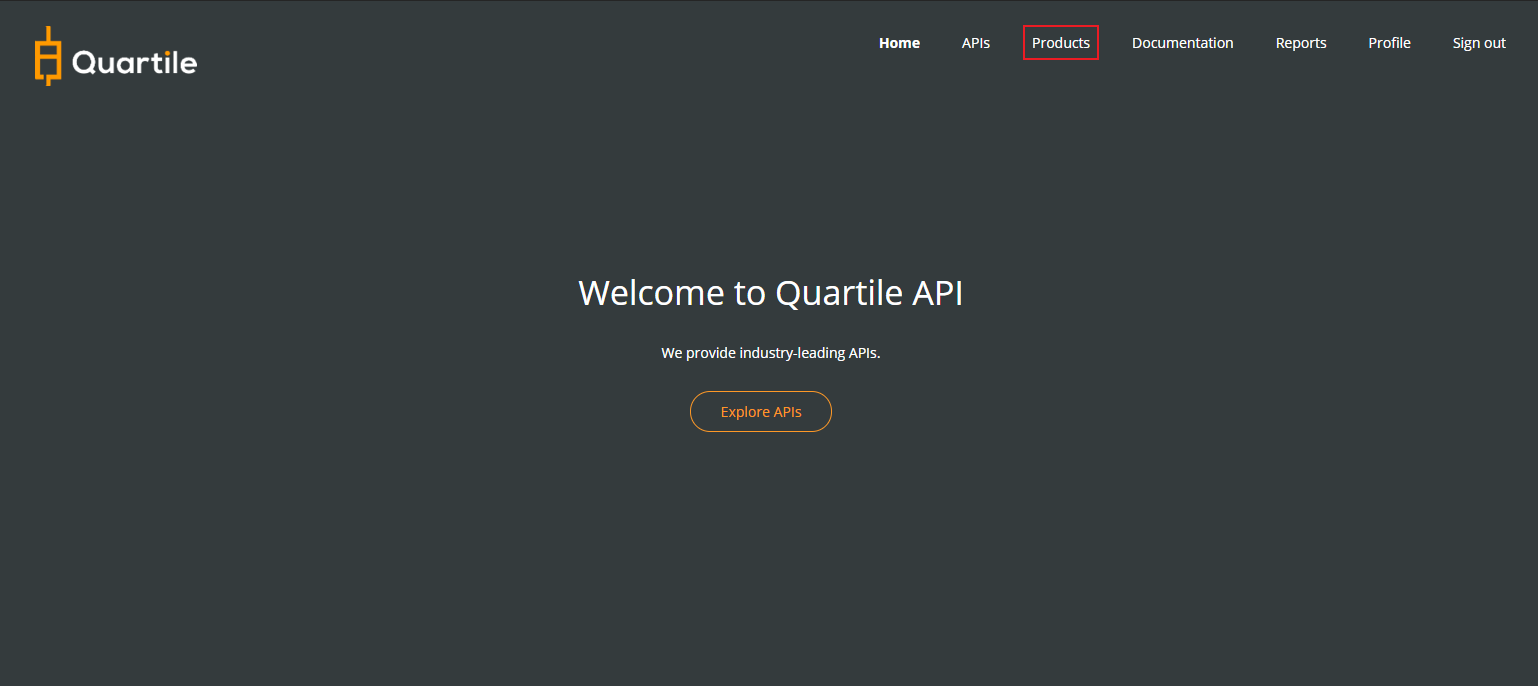 Quartile
Home APIs Products Documentation Reports Profile Sign out
Welcome to Quartile API
We provide industry-leading APIs.
Explore APIs